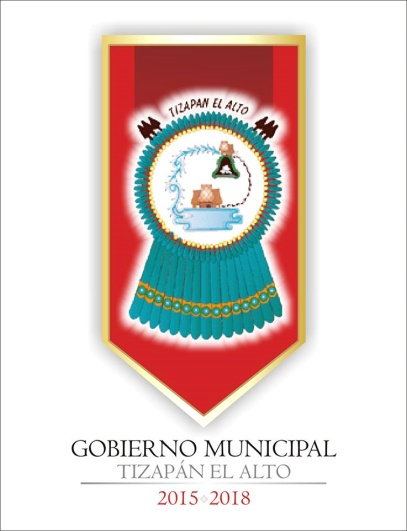 TIZAPAN EL ALTO
GOBIERNO MUNICIPAL
TIZAPÁN EL ALTO
2015 2018